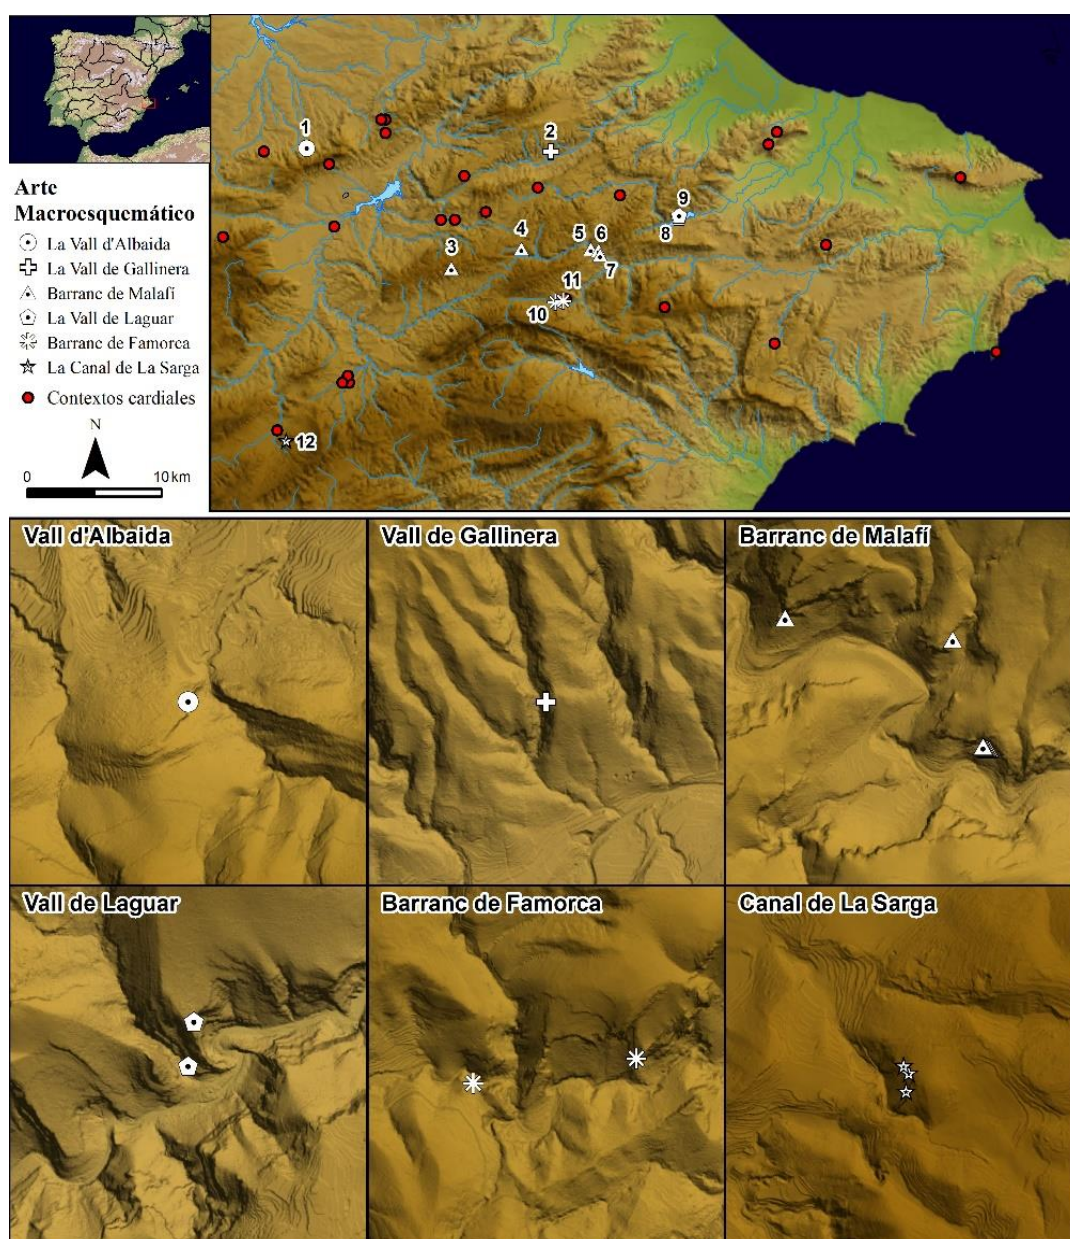 Arte
Macroesquemático
La Vall d'Albaida
La Vall de Gallinera
Barranc de Malafí
La Vall de Laguar
Barranc de Famorca
La Canal de La Sarga
Contextos cardiales
N
0 10 km
1
2
3
4
5
6
7
8
9
10
11
12
Vall d'Albaida
Vall de Gallinera
Barranc de Malafí
Vall de Laguar
Barranc de Famorca
Canal de La Sarga